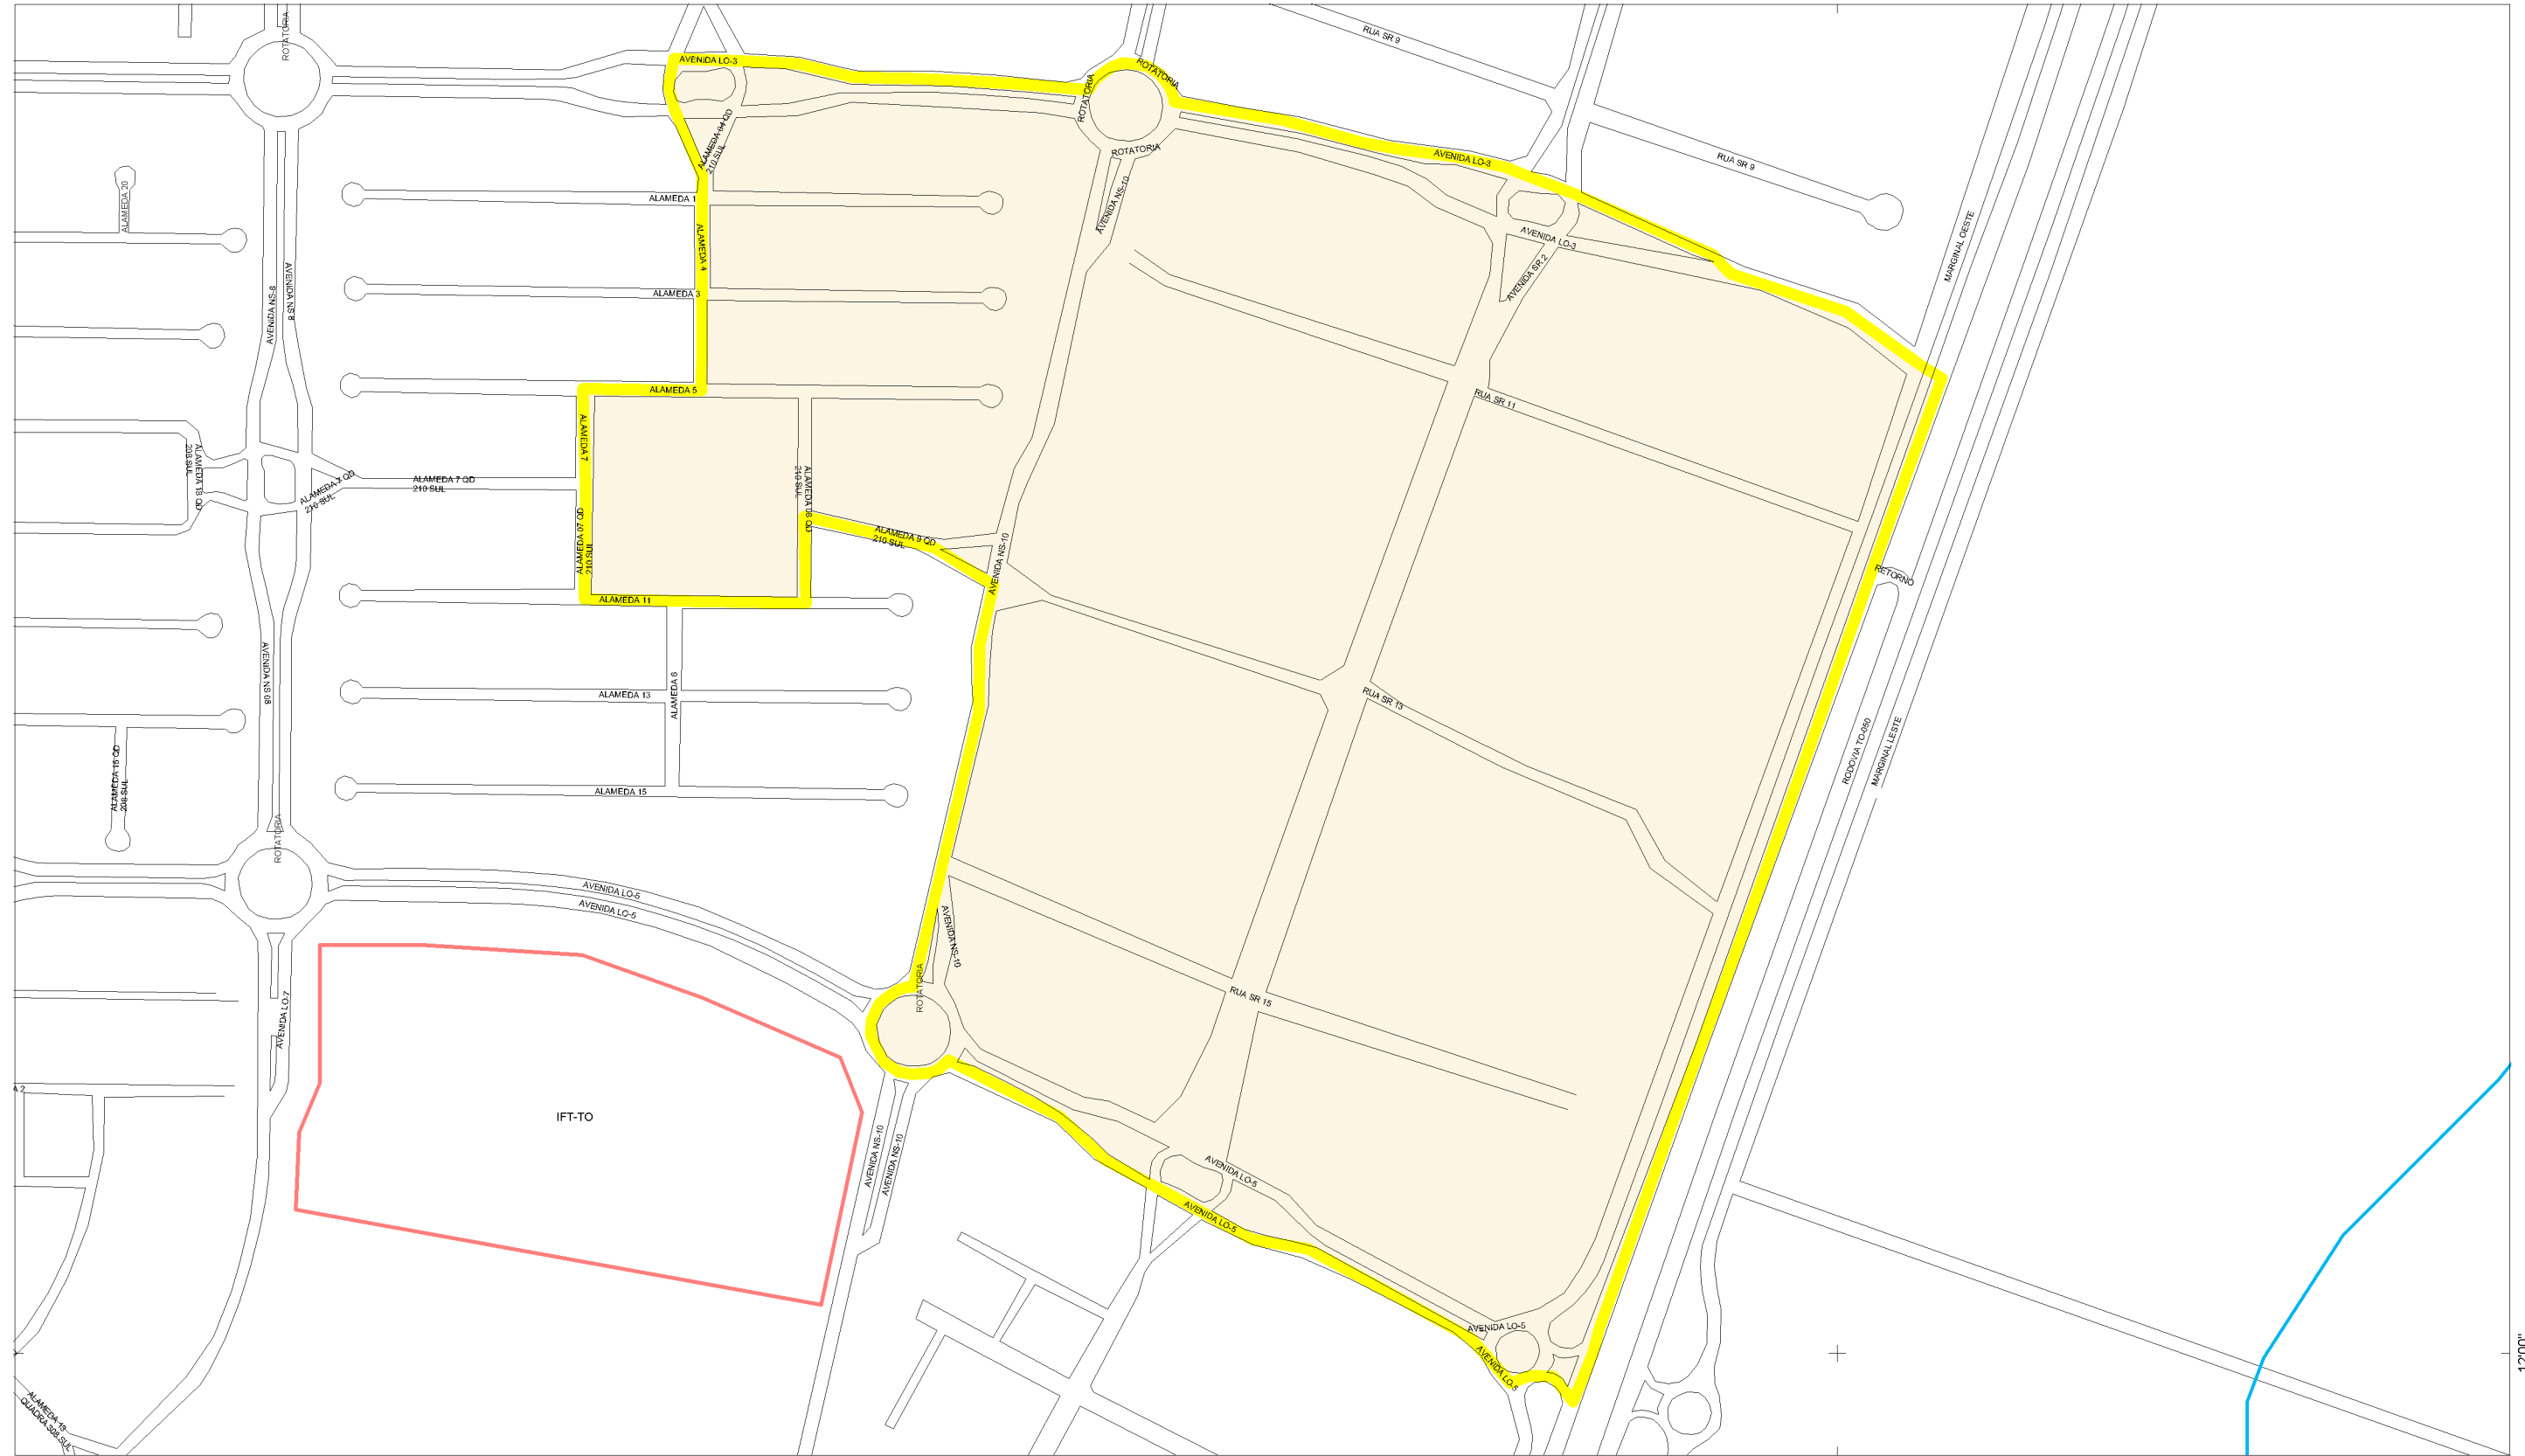 ROTATORIA
RUA SR 9
AVENIDA LO-3
ROTATORIA
ROTATORIA
ALAMEDA 04 QD
210 SUL
ROTATORIA
AVENIDA LO-3
RUA SR 9
ALAMEDA 20
ALAMEDA 1
AVENIDA NS-10
ALAMEDA 4
AVENIDA LO-3
MARGINAL OESTE
AVENIDA SR 2
AVENIDA NS-8
AVENIDA NS 8
ALAMEDA 3
ALAMEDA 5
RUA SR 11
ALAMEDA 7
ALAMEDA 18 QD
208 SUL
ALAMEDA 7 QD
210 SUL
ALAMEDA 7 QD
210 SUL
ALAMEDA 08 QD
210 SUL
ALAMEDA 07 QD
210 SUL
ALAMEDA 9 QD
210 SUL
AVENIDA NS-10
RETORNO
ALAMEDA 11
AVENIDA NS 08
ALAMEDA 13
ALAMEDA 6
RUA SR 13
RODOVIA TO-050
MARGINAL LESTE
ALAMEDA 16 QD
208 SUL
ALAMEDA 15
ROTATORIA
AVENIDA LO-5
AVENIDA LO-5
AVENIDA NS-10
ROTATORIA
RUA SR 15
AVENIDA LO-7
A 2
IFT-TO
AVENIDA NS-10
AVENIDA NS-10
AVENIDA LO-5
AVENIDA LO-5
AVENIDA LO-5
AVENIDA LO-5
12'00"
ALAMEDA 18
QUADRA 308 SUL